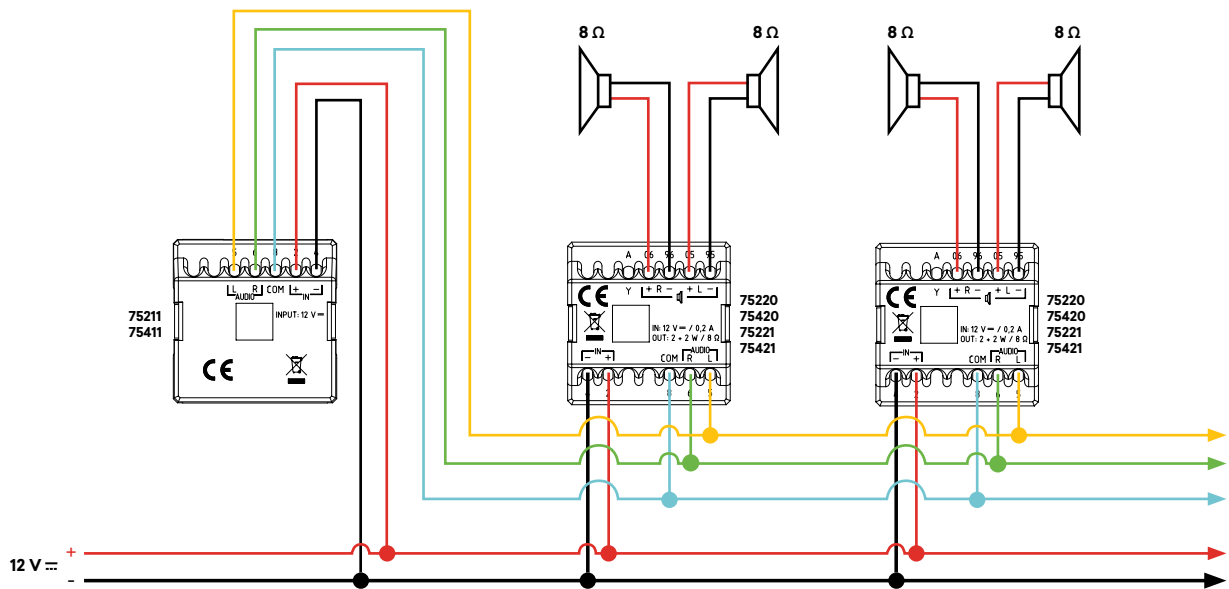 8 Ω 8 Ω 8 Ω 8 Ω
L R COM + −
AUDIO IN
INPUT: 12 V ⎓
75211
75411
CE
A 06 96 05 95
Y + R − + L −
CE
IN: 12 V ⎓ / 0,2 A
OUT: 2 + 2 W / 8 Ω
IN AUDIO
− + COM R L
2
75220
75420
75221
75421
A 06 96 05 95
Y + R − + L −
CE
IN: 12 V ⎓ / 0,2 A
OUT: 2 + 2 W / 8 Ω
IN AUDIO
− + COM R L
2
75220
75420
75221
75421
+
12 V ⎓
-